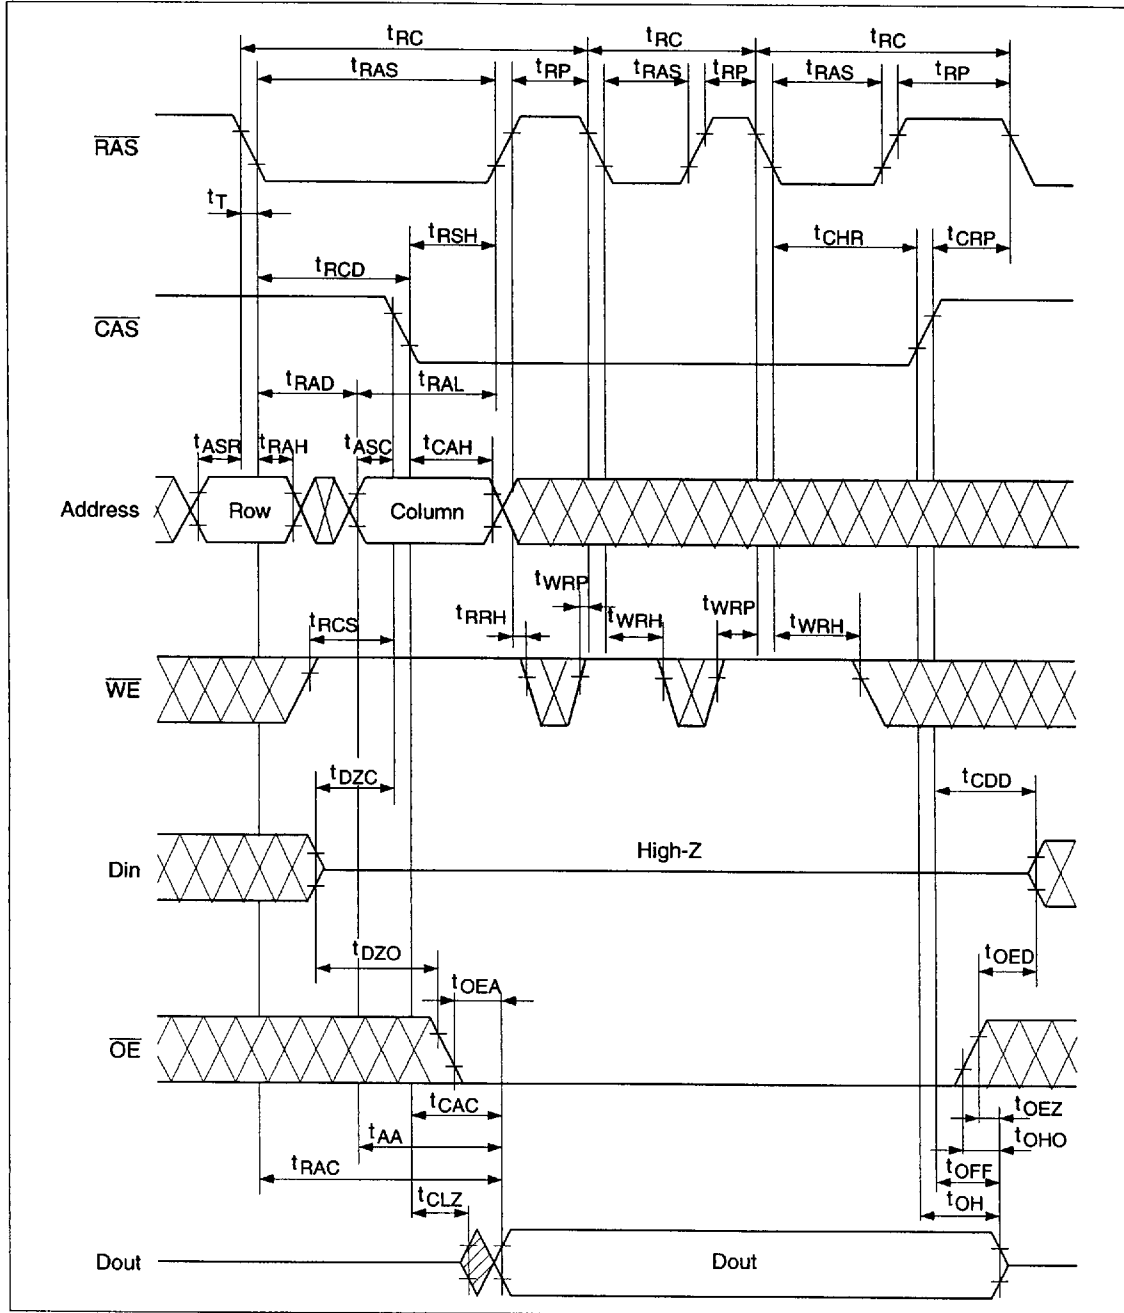 tRC tRC tRC
tRAS tRP tRAS tRP tRAS tRP
RAS
tT
tRSH tCHR tCRP
tRCD
CAS
tRAD tRAL
tASR tRAH tASC tCAH
Address Row Column
tWRP
tRCS tRRH tWRH tWRP tWRH
WE
tDZC tCDD
Din High-Z
tDZO tOED
tOEA
OE
tCAC tOEZ
tAA tOHO
tRAC tOFF
tCLZ tOH
Dout Dout